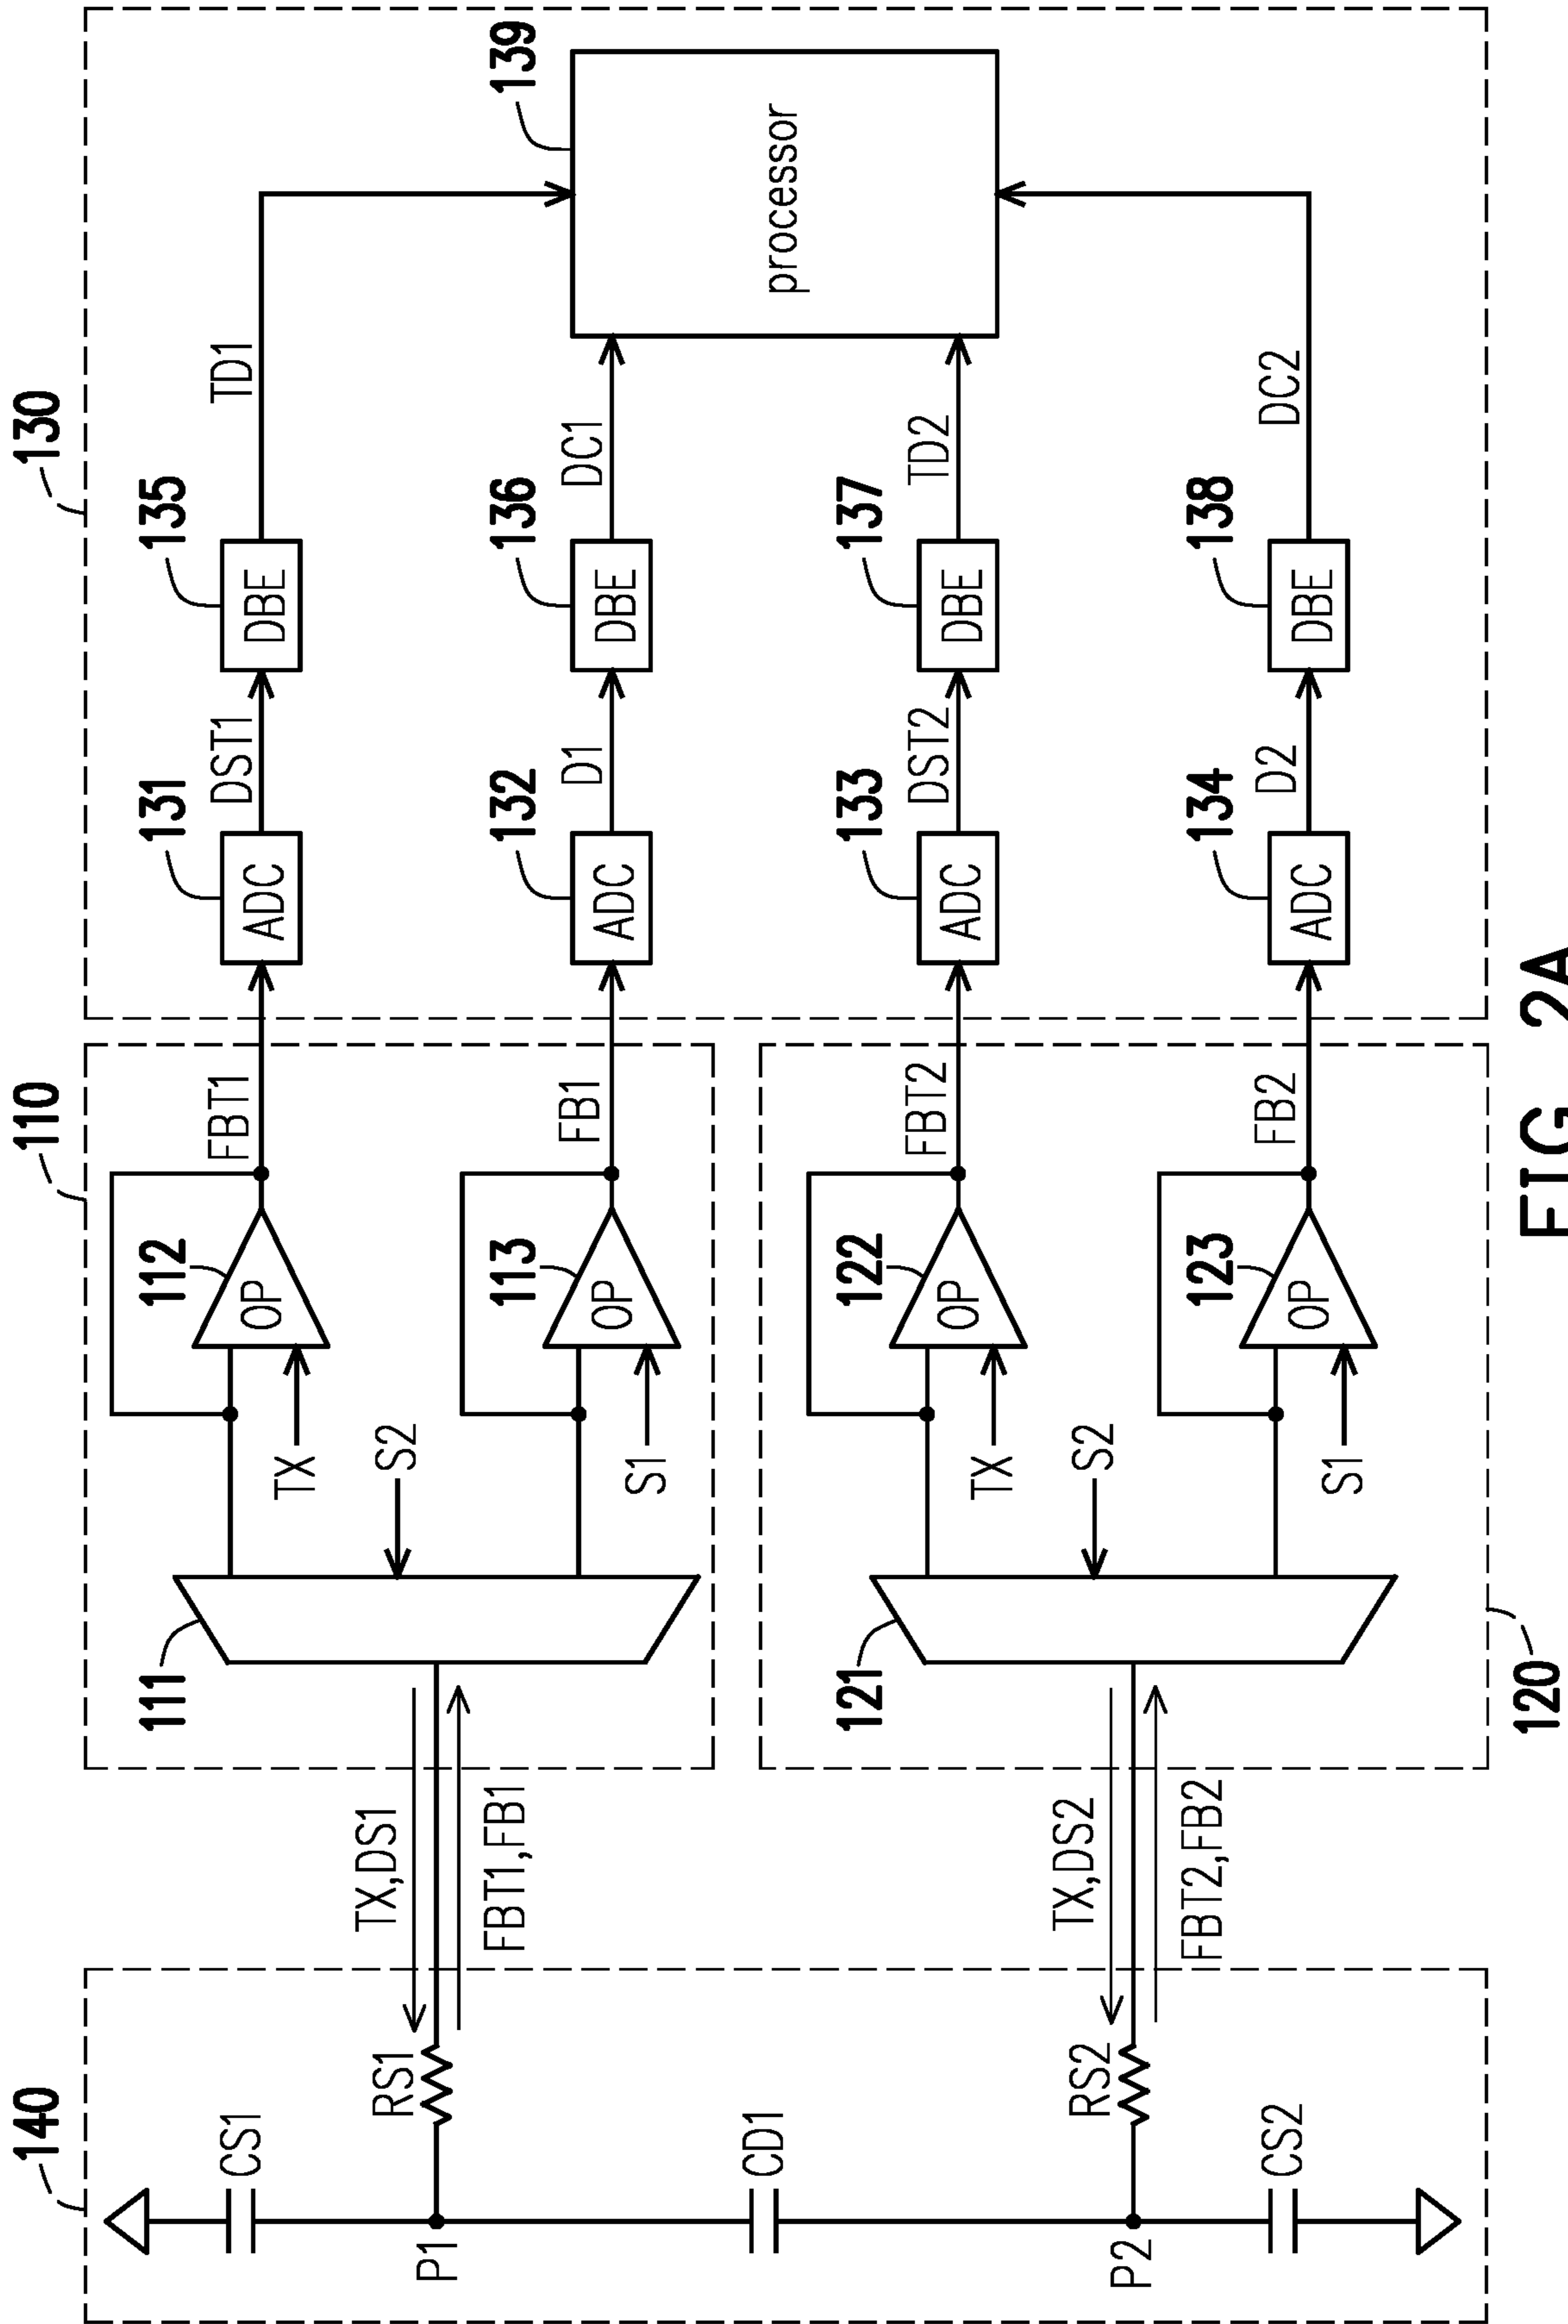 140
CS1
P1
RS1
CD1
P2
RS2
CS2
TX,DS1
FBT1,FB1
TX,DS2
FBT2,FB2
110
111
112
OP
TX
FBT1
S2
113
OP
S1
FB1
120
121
122
OP
TX
FBT2
S2
123
OP
S1
FB2
130
131
ADC
DST1
135
DBE
TD1
132
ADC
D1
136
DBE
DC1
133
ADC
DST2
137
DBE
TD2
134
ADC
D2
138
DBE
DC2
139
processor
FIG. 2A